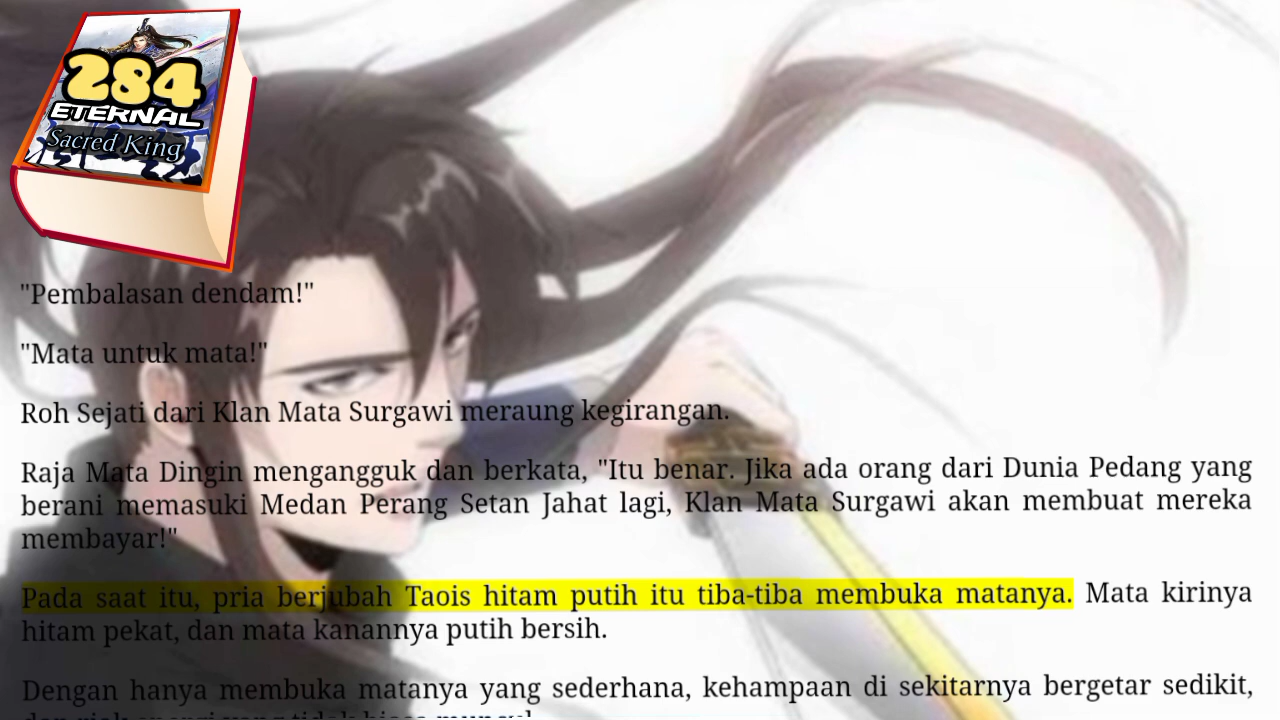 284
ETERNAL
Sacred King
"Pembalasan dendam!"
"Mata untuk mata!"
Roh Sejati dari Klan Mata Surgawi meraung kegirangan.
Raja Mata Dingin mengangguk dan berkata, "Itu benar. Jika ada orang dari Dunia Pedang yang
berani memasuki Medan Perang Setan Jahat lagi, Klan Mata Surgawi akan membuat mereka
membayar!"
Pada saat itu, pria berjubah Taois hitam putih itu tiba-tiba membuka matanya. Mata kirinya
hitam pekat, dan mata kanannya putih bersih.
Dengan hanya membuka matanya yang sederhana, kehampaan di sekitarnya bergetar sedikit,